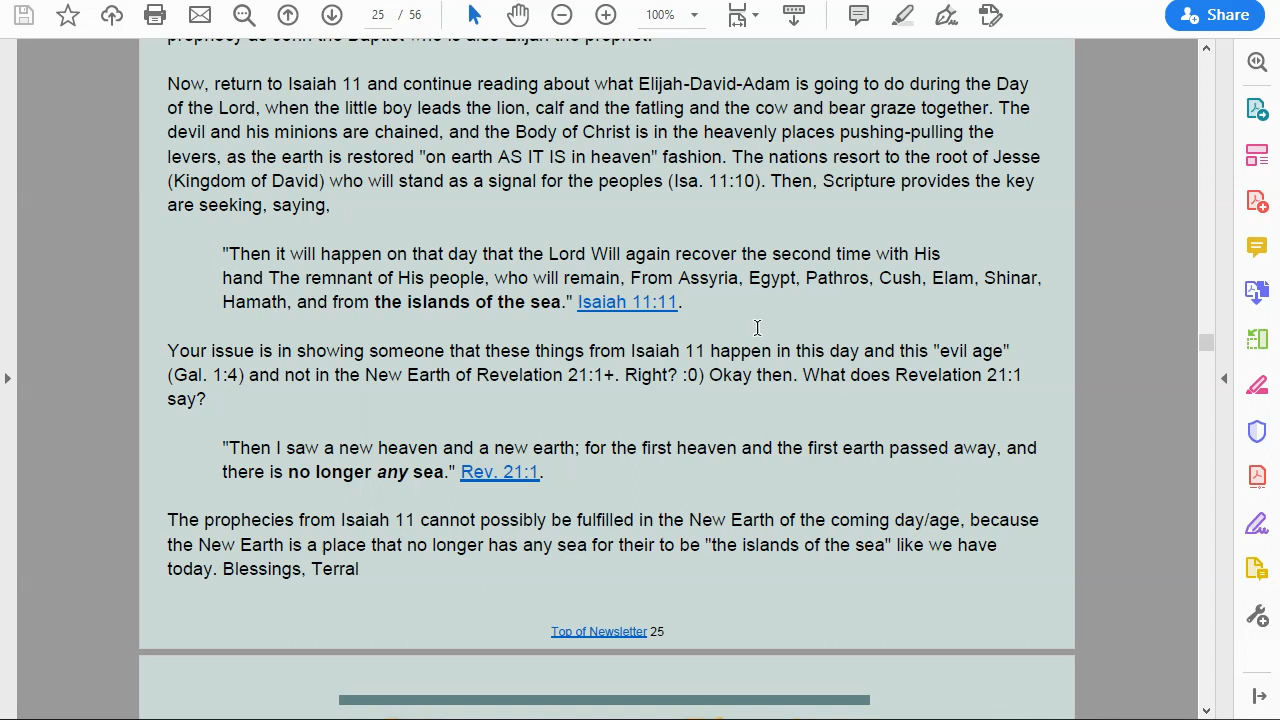 25 / 56
100%
Share
prophecy as John the Baptist who is also Elijah the prophet.
Now, return to Isaiah 11 and continue reading about what Elijah-David-Adam is going to do during the Day
of the Lord, when the little boy leads the lion, calf and the fatling and the cow and bear graze together. The
devil and his minions are chained, and the Body of Christ is in the heavenly places pushing-pulling the
levers, as the earth is restored "on earth AS IT IS in heaven" fashion. The nations resort to the root of Jesse
(Kingdom of David) who will stand as a signal for the peoples (Isa. 11:10). Then, Scripture provides the key
are seeking, saying,
"Then it will happen on that day that the Lord Will again recover the second time with His
hand The remnant of His people, who will remain, From Assyria, Egypt, Pathros, Cush, Elam, Shinar,
Hamath, and from the islands of the sea." Isaiah 11:11.
Your issue is in showing someone that these things from Isaiah 11 happen in this day and this "evil age"
(Gal. 1:4) and not in the New Earth of Revelation 21:1+. Right? :0) Okay then. What does Revelation 21:1
say?
"Then I saw a new heaven and a new earth; for the first heaven and the first earth passed away, and
there is no longer any sea." Rev. 21:1.
The prophecies from Isaiah 11 cannot possibly be fulfilled in the New Earth of the coming day/age, because
the New Earth is a place that no longer has any sea for their to be "the islands of the sea" like we have
today. Blessings, Terral
Top of Newsletter 25